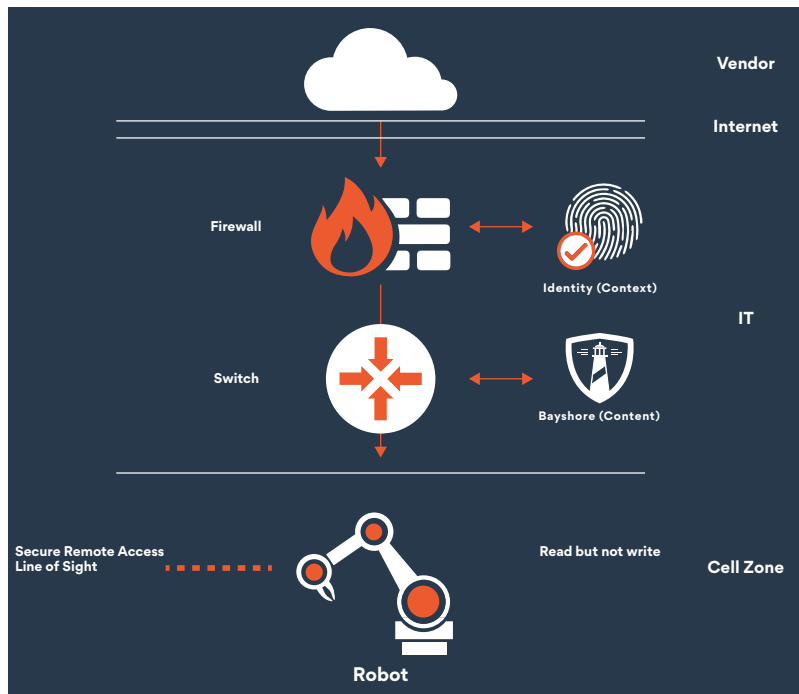 Vendor
Internet
Firewall
Identity (Context)
IT
Switch
Bayshore (Content)
Secure Remote Access
Line of Sight
Read but not write
Cell Zone
Robot